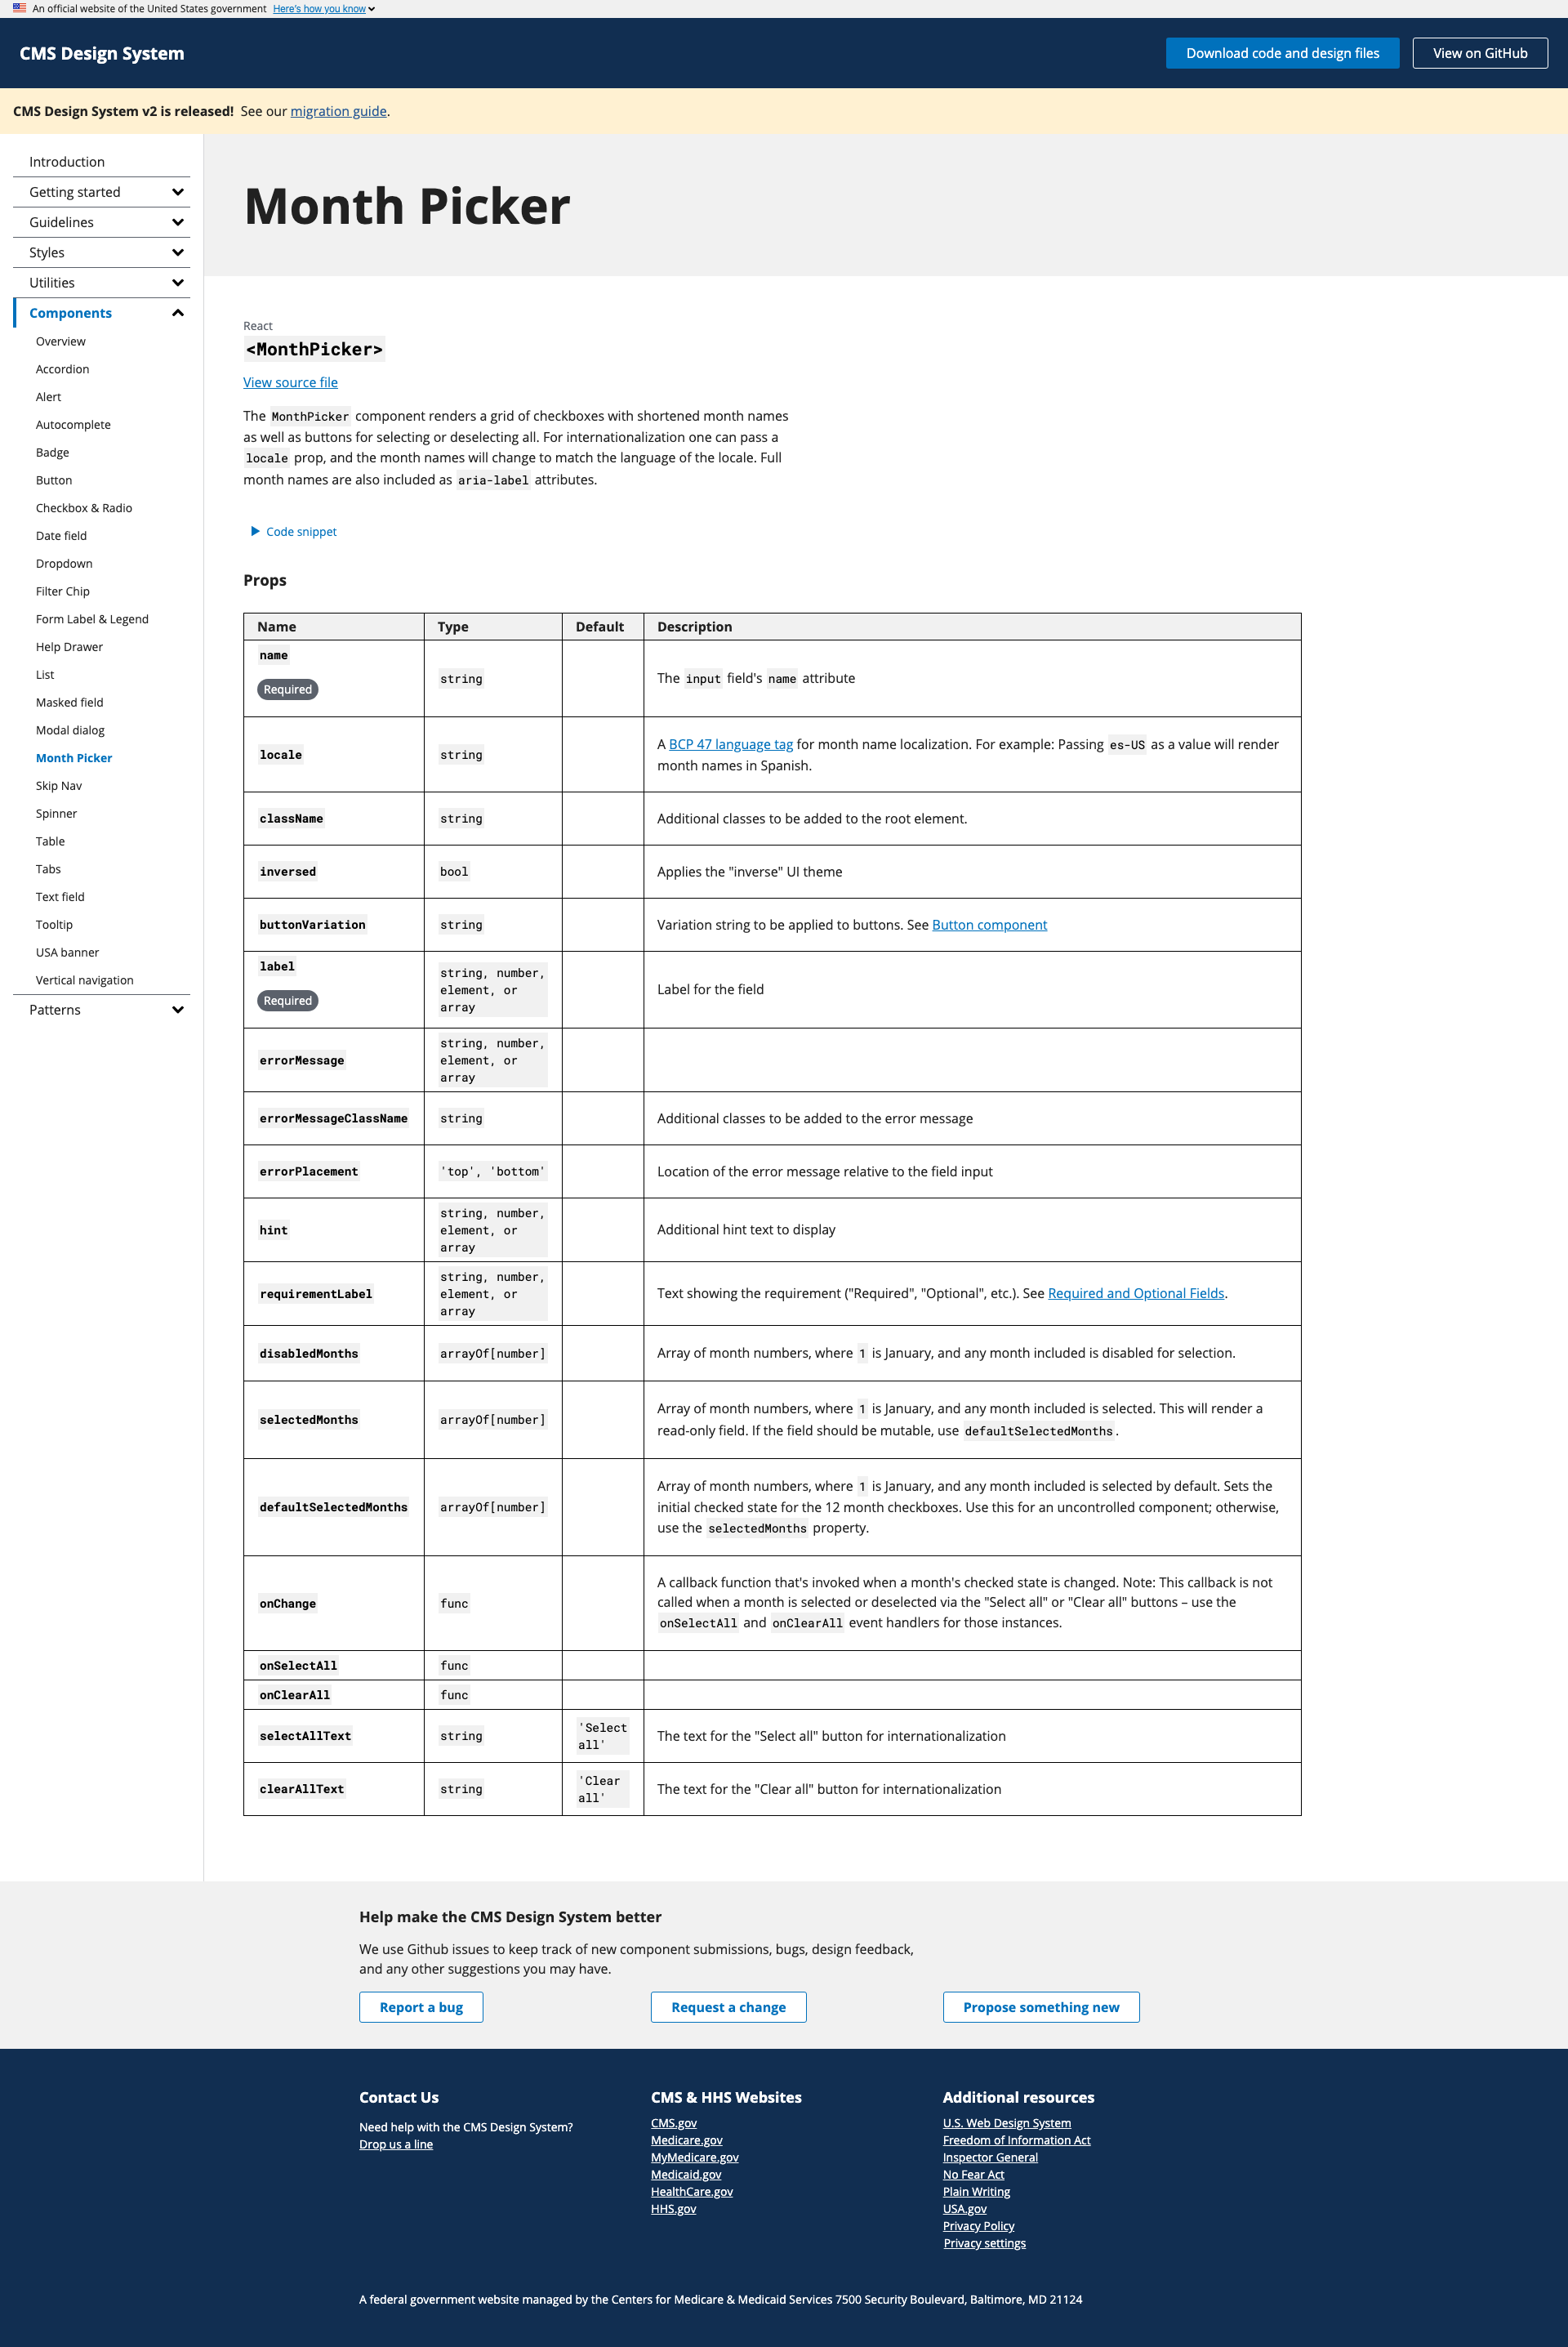 An official website of the United States government Here's how you know
CMS Design System
Download code and design files
View on GitHub
CMS Design System v2 is released! See our migration guide.
Introduction
Getting started
Guidelines
Styles
Utilities
Components
Overview
Accordion
Alert
Autocomplete
Badge
Button
Checkbox & Radio
Date field
Dropdown
Filter Chip
Form Label & Legend
Help Drawer
List
Masked field
Modal dialog
Month Picker
Skip Nav
Spinner
Table
Tabs
Text field
Tooltip
USA banner
Vertical navigation
Patterns
Month Picker
React
<MonthPicker>
View source file
The MonthPicker component renders a grid of checkboxes with shortened month names
as well as buttons for selecting or deselecting all. For internationalization one can pass a
locale prop, and the month names will change to match the language of the locale. Full
month names are also included as aria-label attributes.
Code snippet
Props
Name Type Default Description
name
Required
string
The input field's name attribute
locale
string
A BCP 47 language tag for month name localization. For example: Passing es-US as a value will render
month names in Spanish.
className
string
Additional classes to be added to the root element.
inversed
bool
Applies the "inverse" UI theme
buttonVariation
string
Variation string to be applied to buttons. See Button component
label
Required
string, number,
element, or
array
Label for the field
errorMessage
string, number,
element, or
array
errorMessageClassName
string
Additional classes to be added to the error message
errorPlacement
'top', 'bottom'
Location of the error message relative to the field input
hint
string, number,
element, or
array
Additional hint text to display
requirementLabel
string, number,
element, or
array
Text showing the requirement ("Required", "Optional", etc.). See Required and Optional Fields.
disabledMonths
arrayOf[number]
Array of month numbers, where 1 is January, and any month included is disabled for selection.
selectedMonths
arrayOf[number]
Array of month numbers, where 1 is January, and any month included is selected. This will render a
read-only field. If the field should be mutable, use defaultSelectedMonths.
defaultSelectedMonths
arrayOf[number]
Array of month numbers, where 1 is January, and any month included is selected by default. Sets the
initial checked state for the 12 month checkboxes. Use this for an uncontrolled component; otherwise,
use the selectedMonths property.
onChange
func
A callback function that's invoked when a month's checked state is changed. Note: This callback is not
called when a month is selected or deselected via the "Select all" or "Clear all" buttons – use the
onSelectAll and onClearAll event handlers for those instances.
onSelectAll
func
onClearAll
func
selectAllText
string
'Select
all'
The text for the "Select all" button for internationalization
clearAllText
string
'Clear
all'
The text for the "Clear all" button for internationalization
Help make the CMS Design System better
We use Github issues to keep track of new component submissions, bugs, design feedback,
and any other suggestions you may have.
Report a bug
Request a change
Propose something new
Contact Us
Need help with the CMS Design System?
Drop us a line
CMS & HHS Websites
CMS.gov
Medicare.gov
MyMedicare.gov
Medicaid.gov
HealthCare.gov
HHS.gov
Additional resources
U.S. Web Design System
Freedom of Information Act
Inspector General
No Fear Act
Plain Writing
USA.gov
Privacy Policy
Privacy settings
A federal government website managed by the Centers for Medicare & Medicaid Services 7500 Security Boulevard, Baltimore, MD 21124